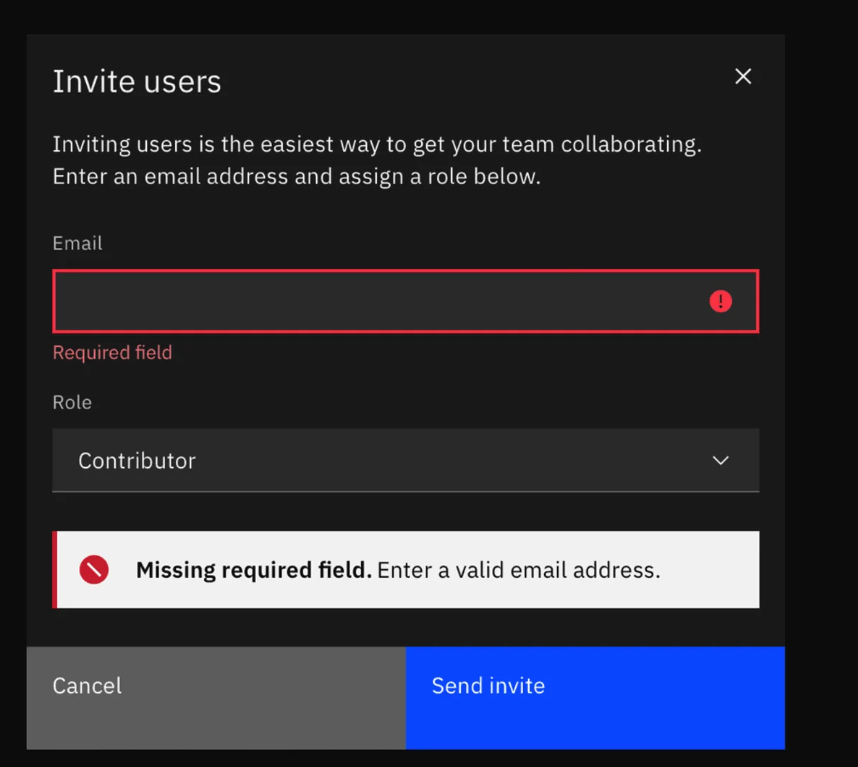 Invite users
Inviting users is the easiest way to get your team collaborating.
Enter an email address and assign a role below.
Email
Required field
Role
Contributor
Missing required field. Enter a valid email address.
Cancel
Send invite